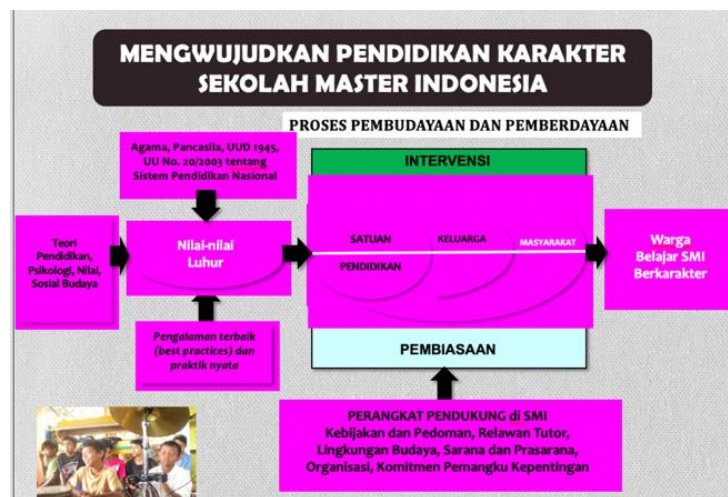 MENGWUJUDKAN PENDIDIKAN KARAKTER
SEKOLAH MASTER INDONESIA
PROSES PEMBUDAYAAN DAN PEMBERDAYAAN
Agama, Pancasila, UUD 1945,
UU No. 20/2003 tentang
Sistem Pendidikan Nasional
INTERVENSI
Teori
Pendidikan,
Psikologi, Nilai,
Sosial Budaya
Nilai-nilai
Luhur
SATUAN
PENDIDIKAN
KELUARGA
MASYARAKAT
Warga
Belajar SMI
Berkarakter
Pengalaman terbaik
(best practices) dan
praktik nyata
PEMBIASAAN
PERANGKAT PENDUKUNG di SMI
Kebijakan dan Pedoman, Relawan Tutor,
Lingkungan Budaya, Sarana dan Prasarana,
Organisasi, Komitmen Pemangku Kepentingan